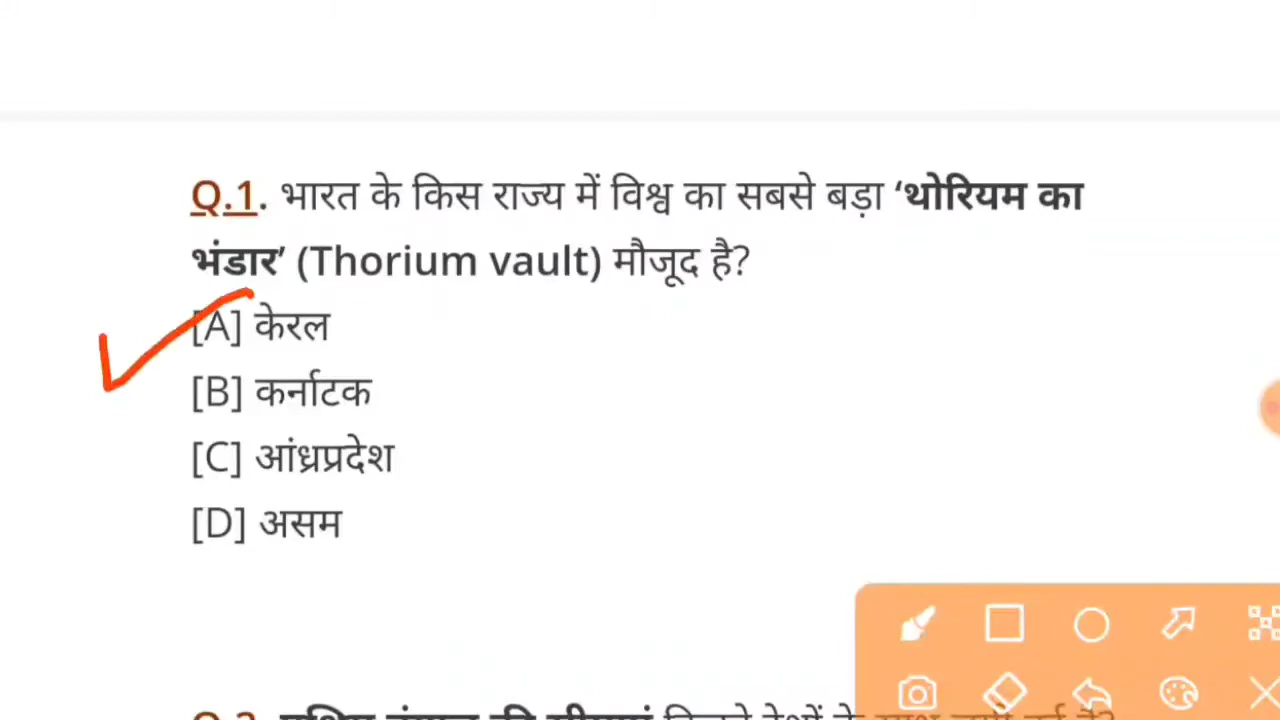 Q.1. भारत के किस राज्य में विश्व का सबसे बड़ा ‘थोरियम का
भंडार’ (Thorium vault) मौजूद है?
[A] केरल
[B] कर्नाटक
[C] आंध्रप्रदेश
[D] असम